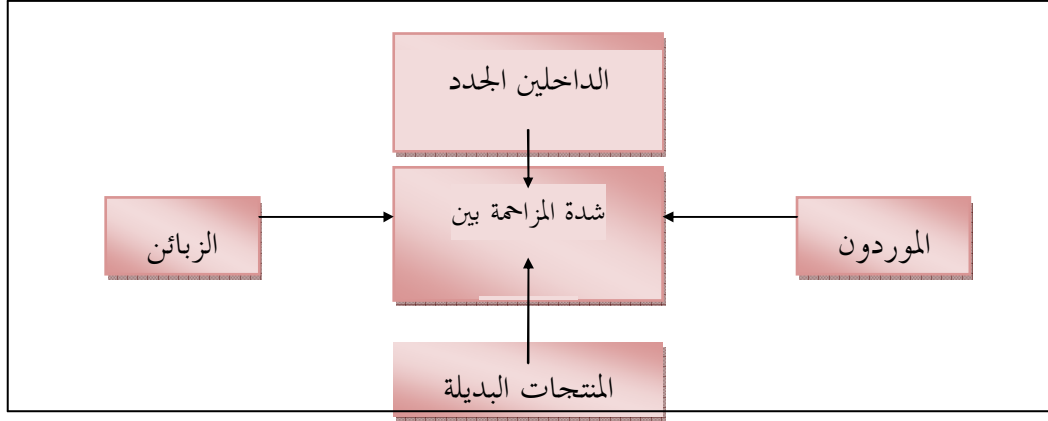 الداخلين الجدد
شدة المزاحمة بين
الموردون
الزبائن
المنتجات البديلة